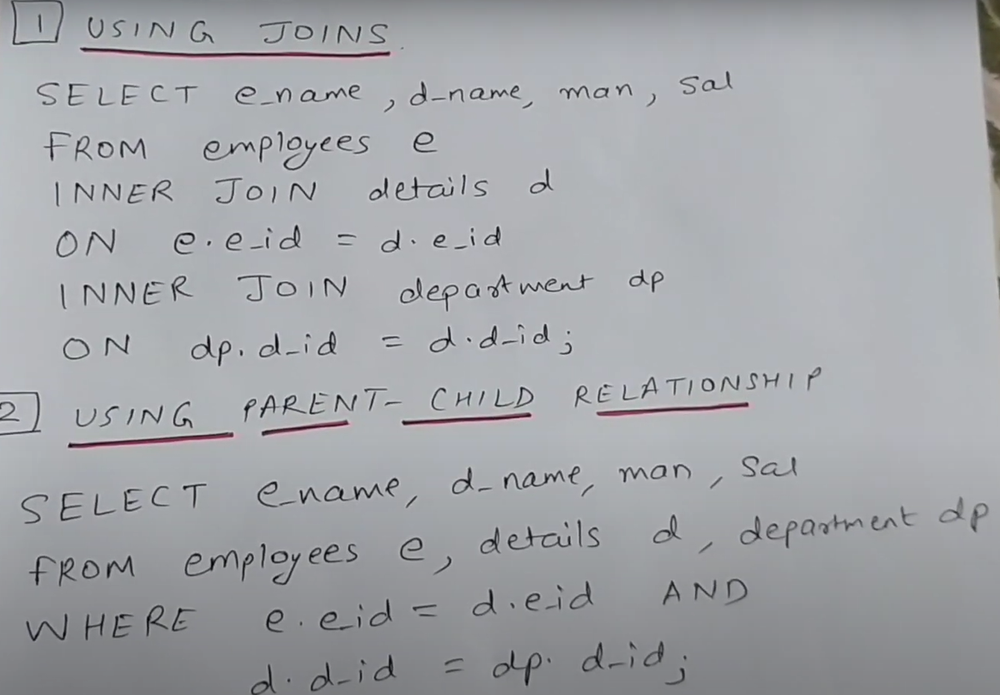 1 USING JOINS
SELECT e_name, d_name, man, sal
FROM employees e
INNER JOIN details d
ON e.e_id = d.e_id
INNER JOIN department dp
ON dp.d_id = d.d_id;
2 USING PARENT-CHILD RELATIONSHIP
SELECT e_name, d_name, man, sal
FROM employees e, details d, department dp
WHERE e.e_id = d.e_id AND
d.d_id = dp.d_id;